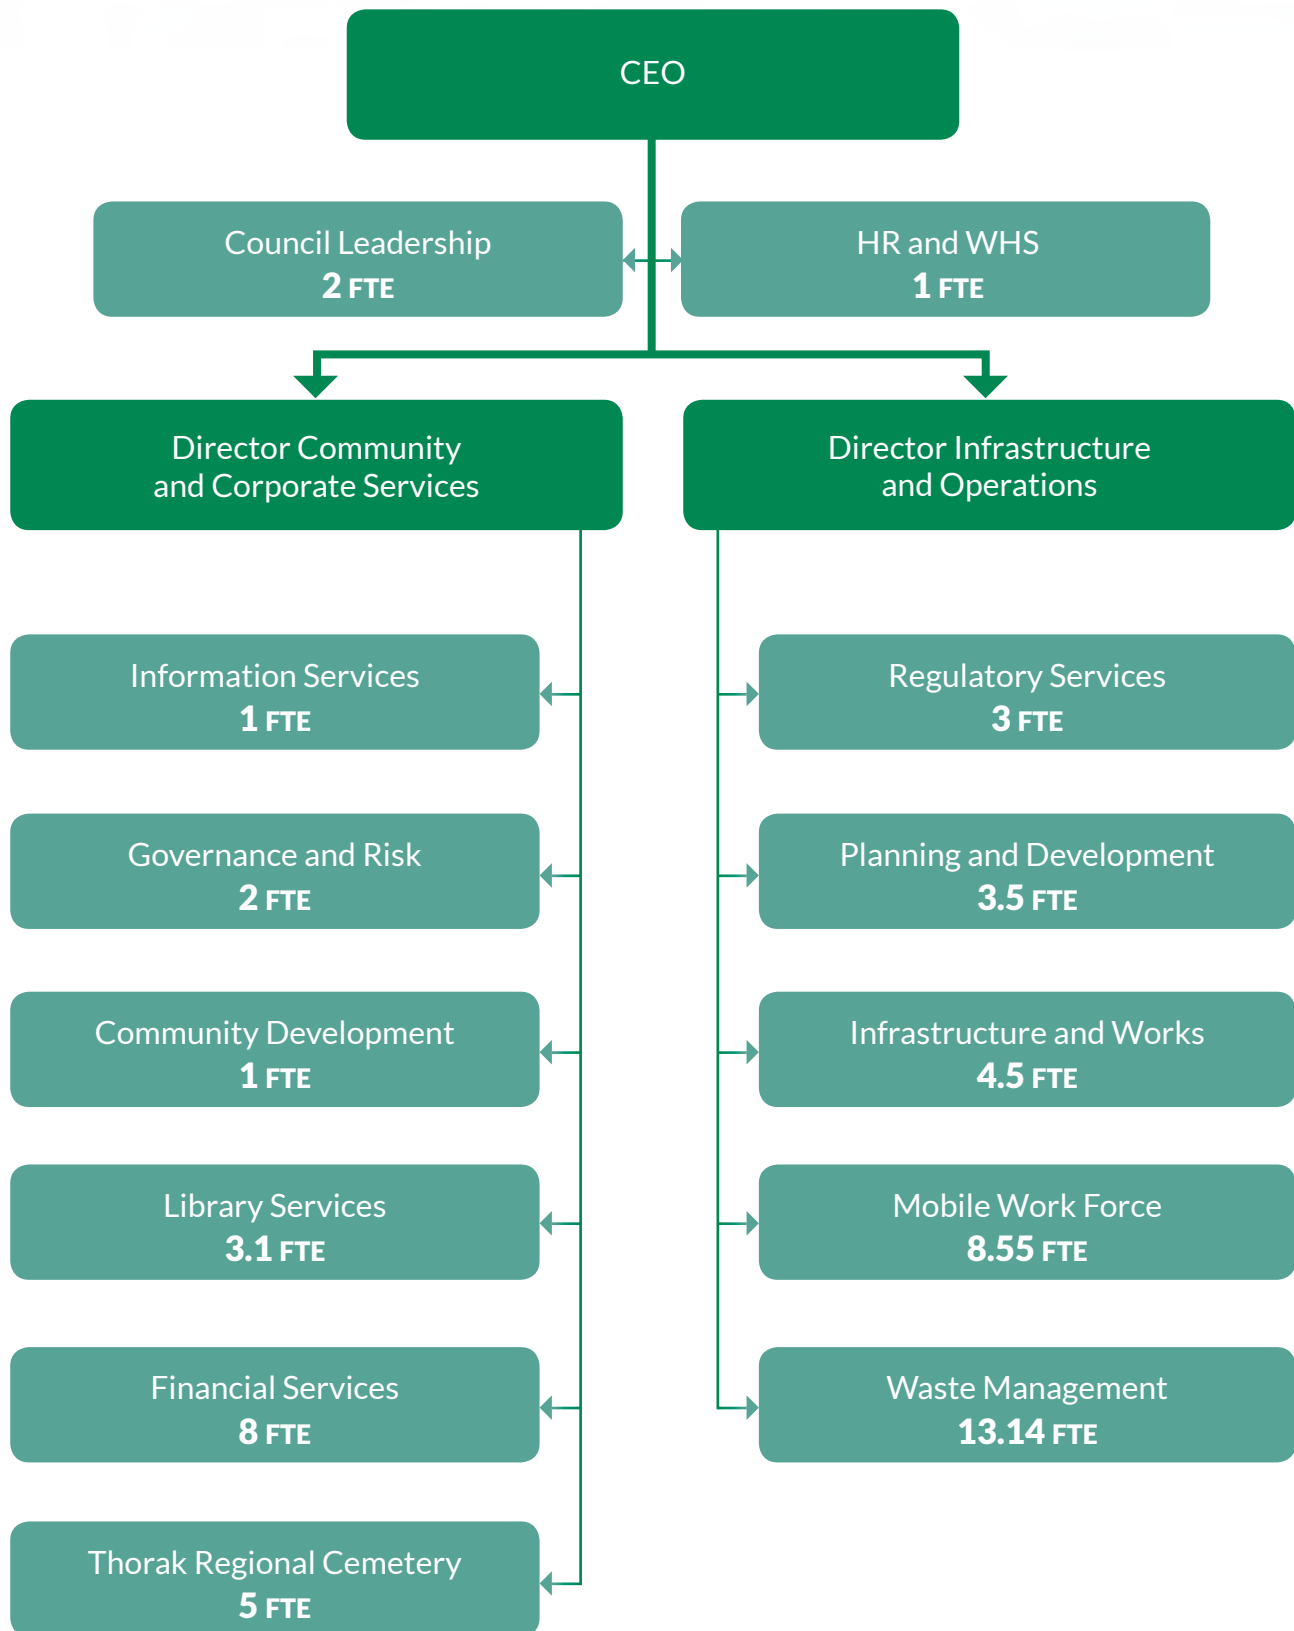 CEO
Council Leadership
2 FTE
HR and WHS
1 FTE
Director Community
and Corporate Services
Director Infrastructure
and Operations
Information Services
1 FTE
Governance and Risk
2 FTE
Community Development
1 FTE
Library Services
3.1 FTE
Financial Services
8 FTE
Thorak Regional Cemetery
5 FTE
Regulatory Services
3 FTE
Planning and Development
3.5 FTE
Infrastructure and Works
4.5 FTE
Mobile Work Force
8.55 FTE
Waste Management
13.14 FTE